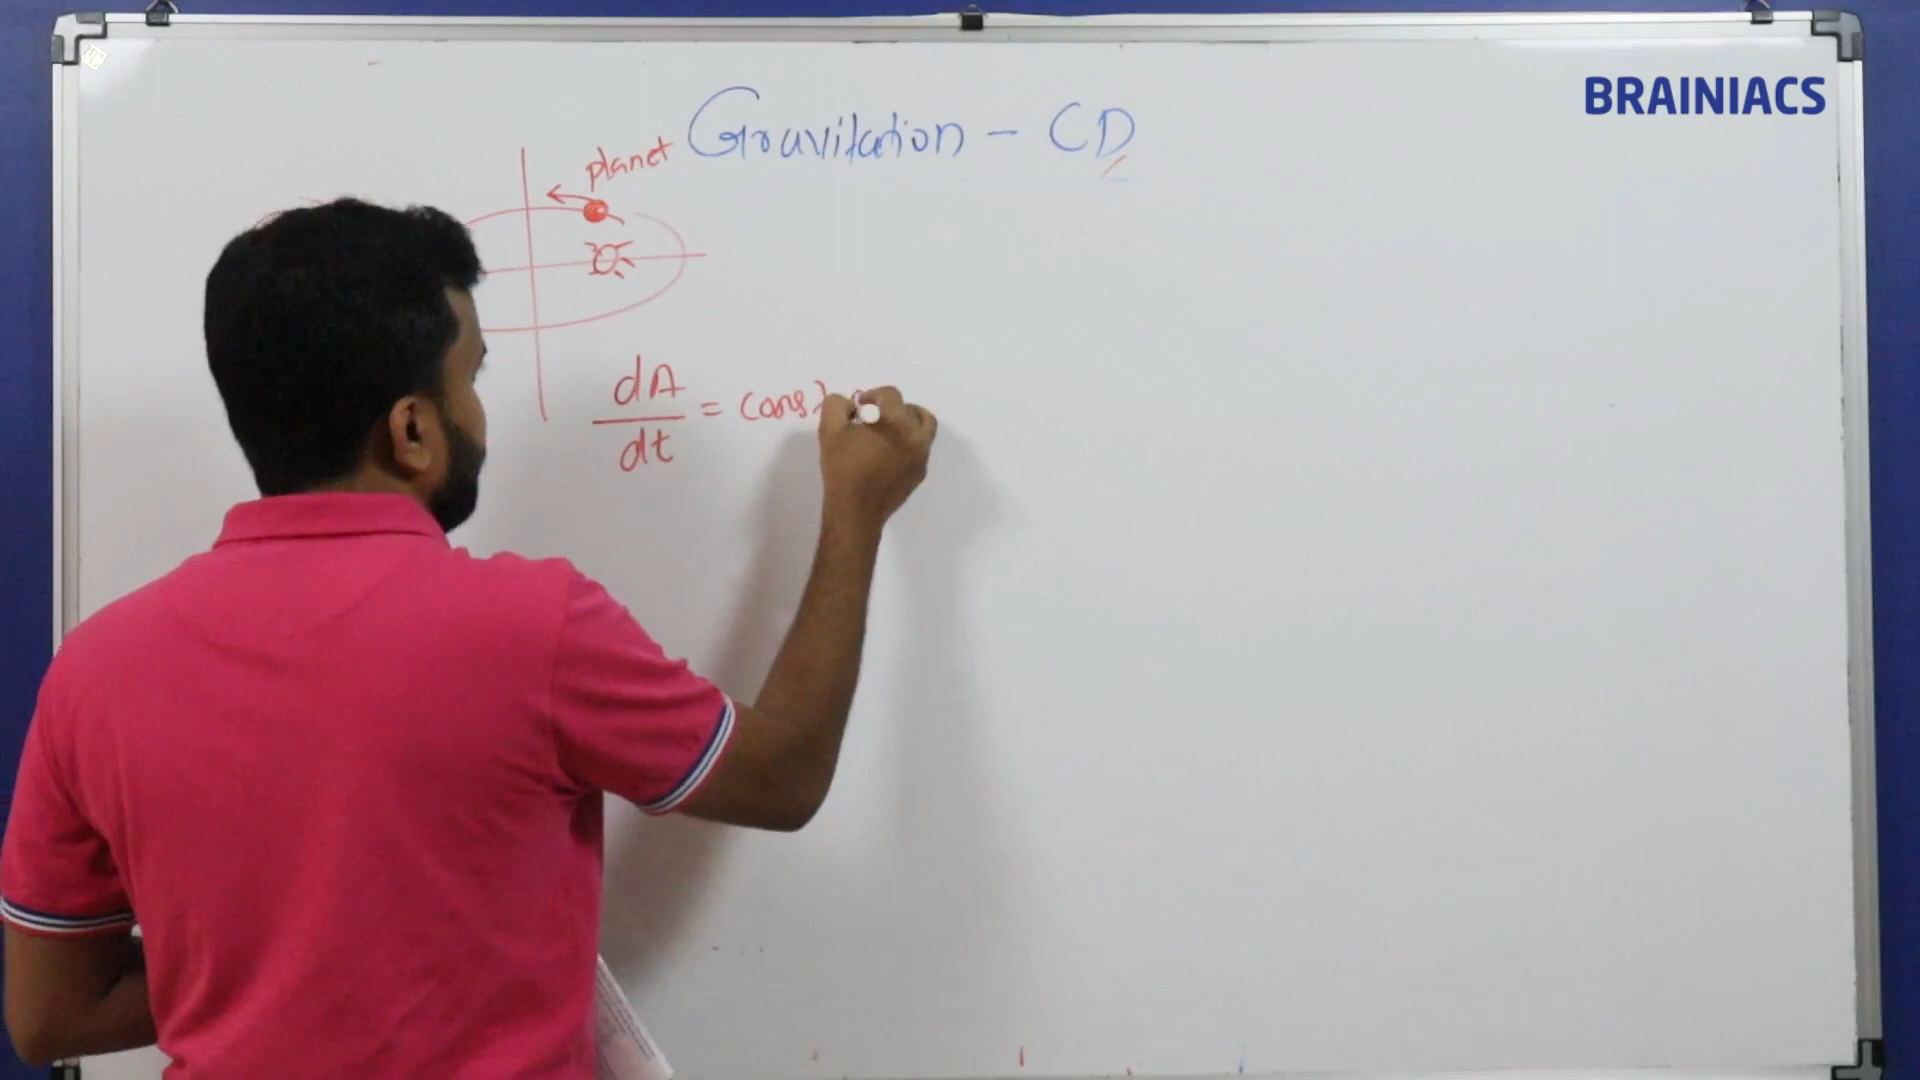 BRAINIACS
Gravitation - CD
planet
dA
dt
= const